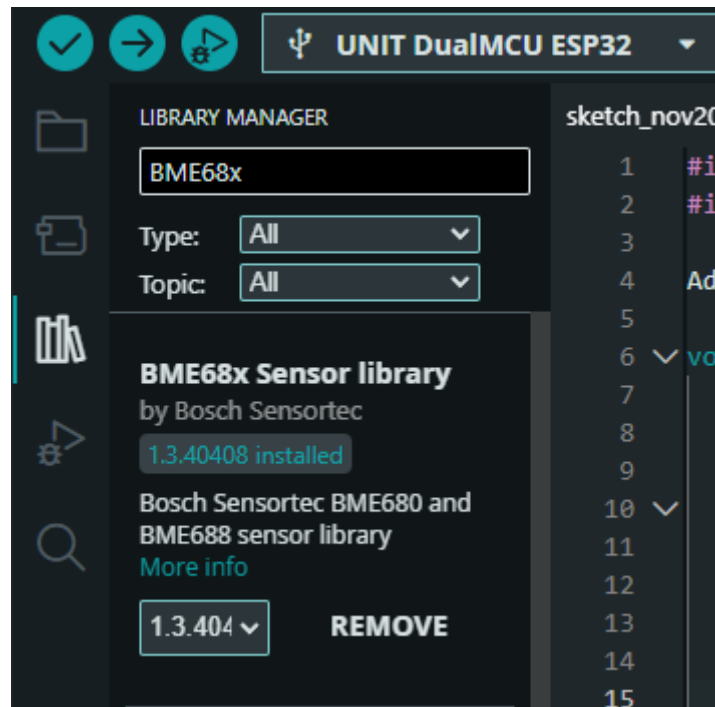 UNIT DualMCU ESP32
LIBRARY MANAGER
BME68x
Type: All
Topic: All
BME68x Sensor library
by Bosch Sensortec
1.3.40408 installed
Bosch Sensortec BME680 and
BME688 sensor library
More info
1.3.404
REMOVE
sketch_nov20
1 #i
2 #i
3
4 Ad
5
6 vo
7
8
9
10
11
12
13
14
15